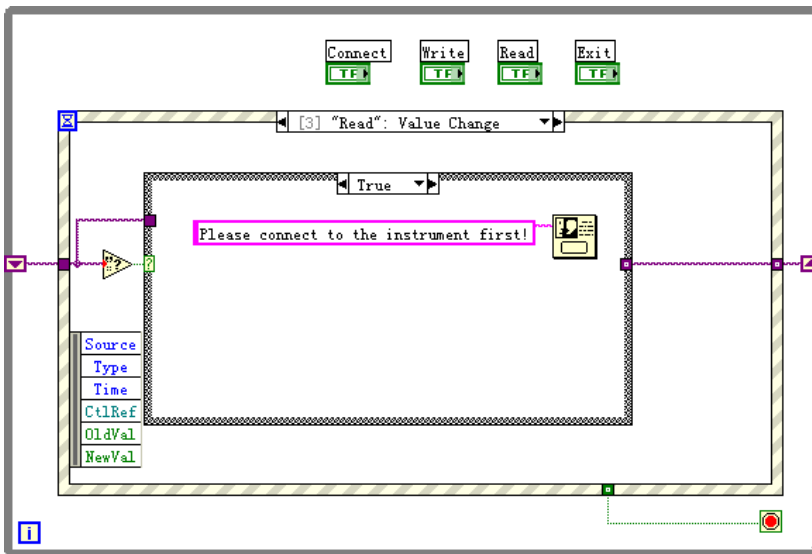 Connect
Write
Read
Exit
TF
TF
TF
TF
[3] "Read": Value Change
True
Please connect to the instrument first!
"?
?
Source
Type
Time
CtlRef
OldVal
NewVal
i